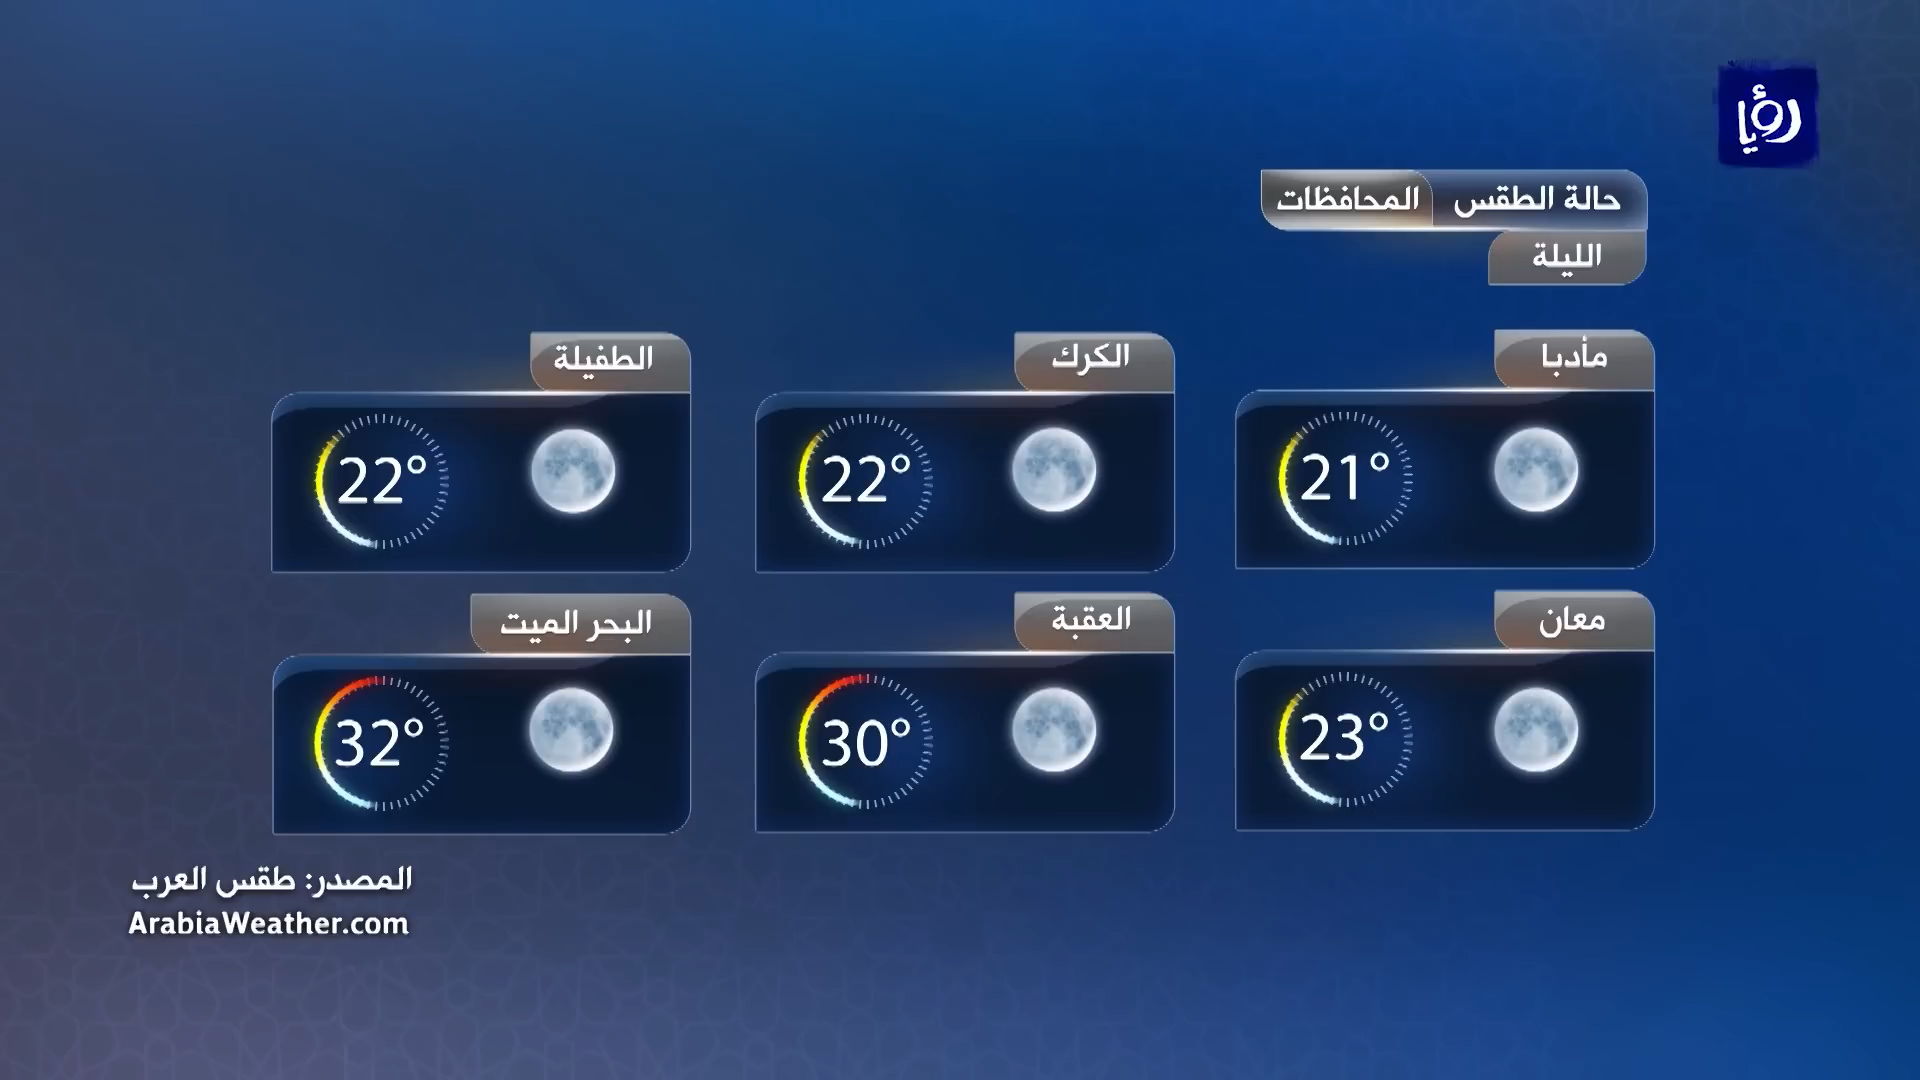 رؤيا
حالة الطقس المحافظات
الليلة
مأدبا
21°
الكرك
22°
الطفيلة
22°
معان
23°
العقبة
30°
البحر الميت
32°
المصدر: طقس العرب
ArabiaWeather.com